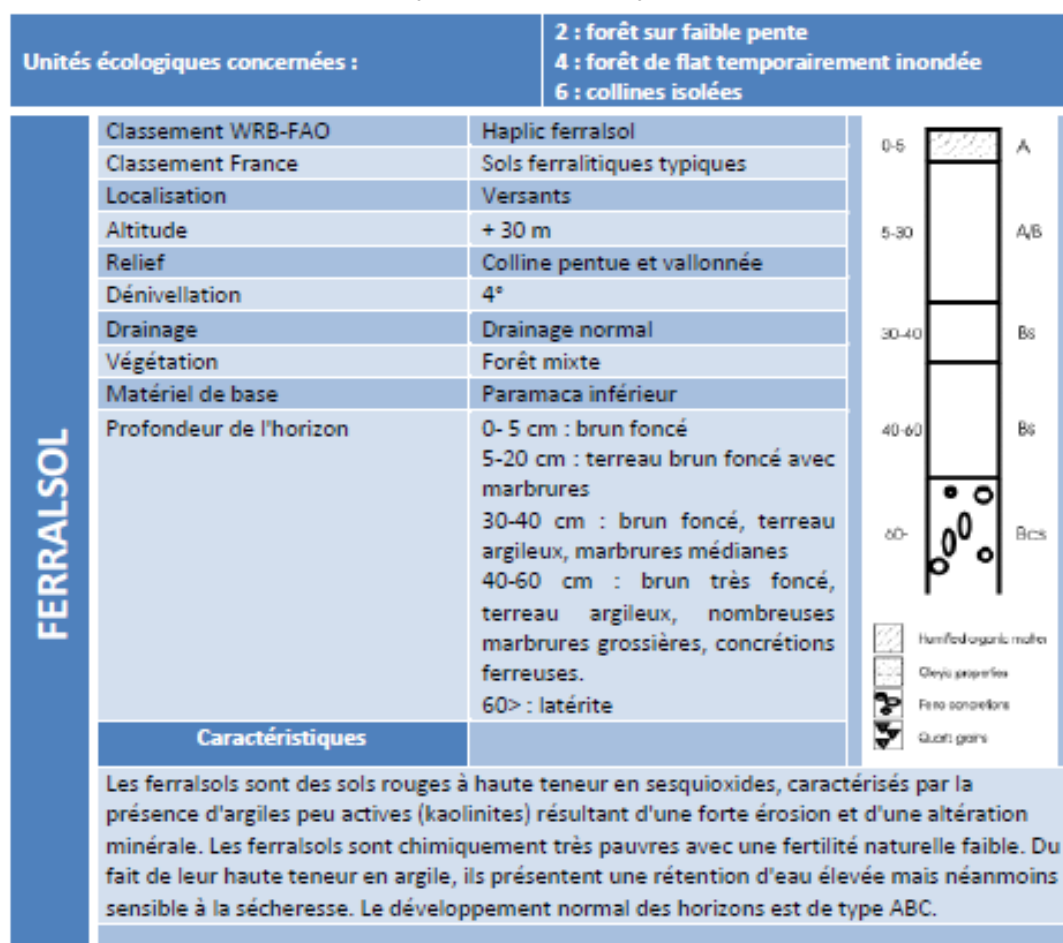 Unités écologiques concernées :
2 : forêt sur faible pente
4 : forêt de flat temporairement inondée
6 : collines isolées
FERRALSOL
Classement WRB-FAO Haplic ferralsol
Classement France Sols ferralitiques typiques
Localisation Versants
Altitude + 30 m
Relief Colline pentue et vallonnée
Dénivellation 4°
Drainage Drainage normal
Végétation Forêt mixte
Matériel de base Paramaca inférieur
Profondeur de l'horizon 0- 5 cm : brun foncé
5-20 cm : terreau brun foncé avec
marbrures
30-40 cm : brun foncé, terreau
argileux, marbrures médianes
40-60 cm : brun très foncé,
terreau argileux, nombreuses
marbrures grossières, concrétions
ferreuses.
60> : latérite
0-5 A
5-30 A/B
30-40 Bs
40-60 Bs
60- Bcs
Humified organic matter
Gleyic properties
Ferro concretions
Quartz grains
Caractéristiques
Les ferralsols sont des sols rouges à haute teneur en sesquioxides, caractérisés par la
présence d'argiles peu actives (kaolinites) résultant d'une forte érosion et d'une altération
minérale. Les ferralsols sont chimiquement très pauvres avec une fertilité naturelle faible. Du
fait de leur haute teneur en argile, ils présentent une rétention d'eau élevée mais néanmoins
sensible à la sécheresse. Le développement normal des horizons est de type ABC.